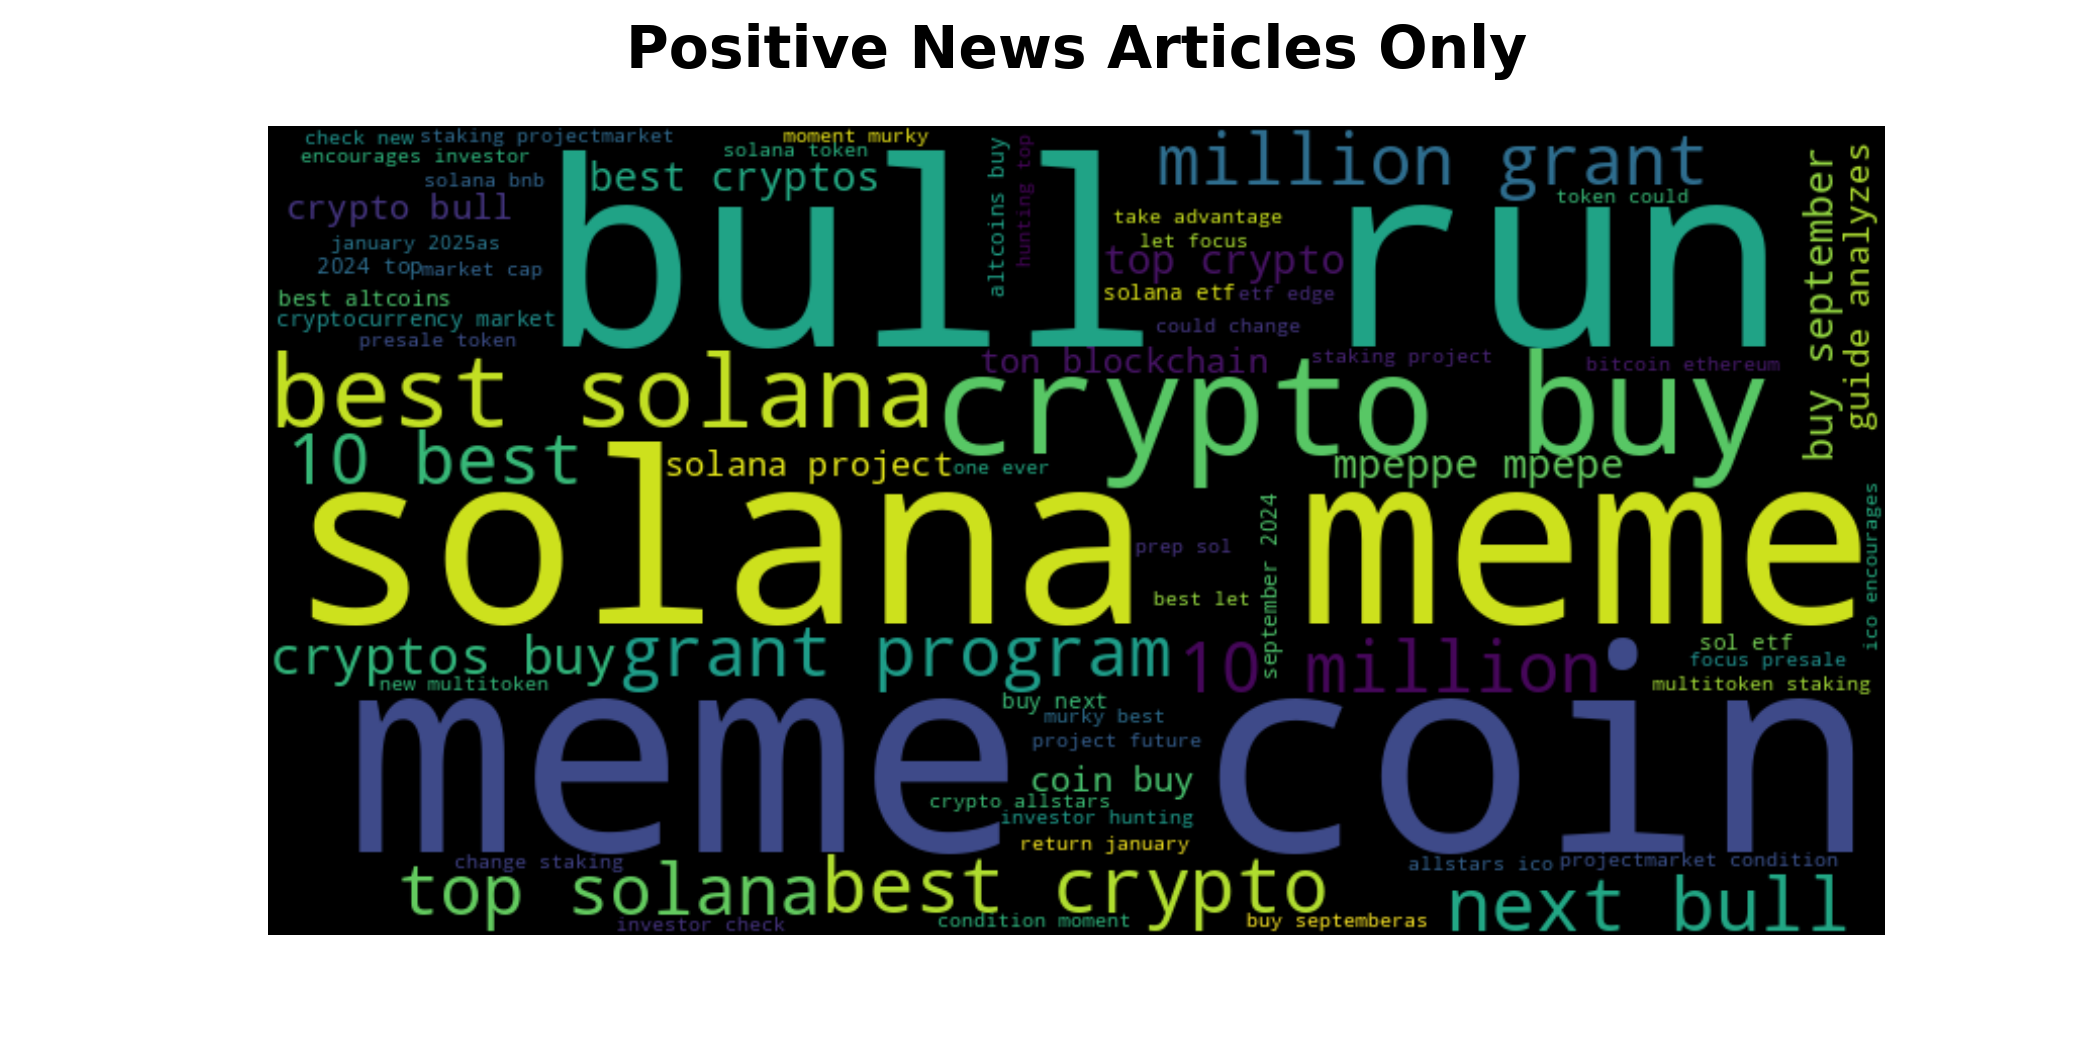 Positive News Articles Only
check new
staking projectmarket
moment murky
encourages investor
solana token
million grant
best cryptos
solana bnb
crypto bull
bull run
altcoins buy
hunting top
token could
take advantage
let focus
january 2025as
2024 top
market cap
top crypto
solana etf
etf edge
best altcoins
cryptocurrency market
presale token
could change
buy september
guide analyzes
ton blockchain
staking project
bitcoin ethereum
best solana
crypto buy
10 best
solana project
one ever
mpeppe mpepe
solana meme
prep sol
best let
september 2024
ico encourages
cryptos buy
grant program
10 million
sol etf
focus presale
new multitoken
multitoken staking
buy next
murky best
project future
meme coin
coin buy
crypto allstars
investor hunting
return january
change staking
allstars ico
projectmarket condition
top solana
best crypto
next bull
investor check
condition moment
buy septemberas